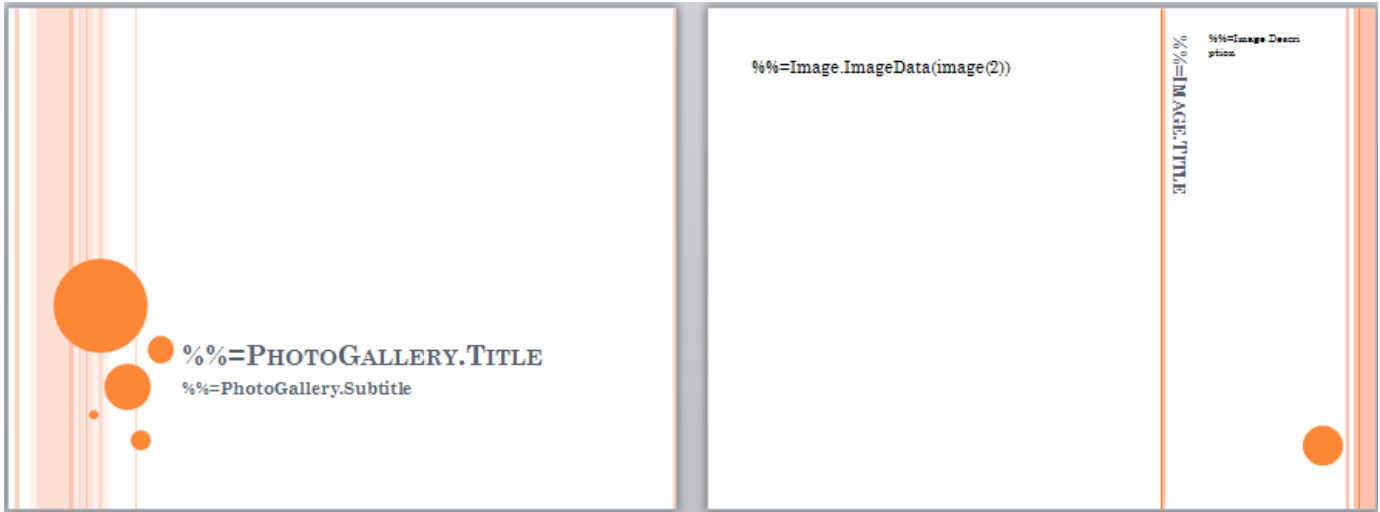 %%=PHOTOGALLERY.TITLE
%%=PhotoGallery.Subtitle
%%=Image.ImageData(image(2))
%%=IMAGE.TITLE
%%=Image.Descri
ption